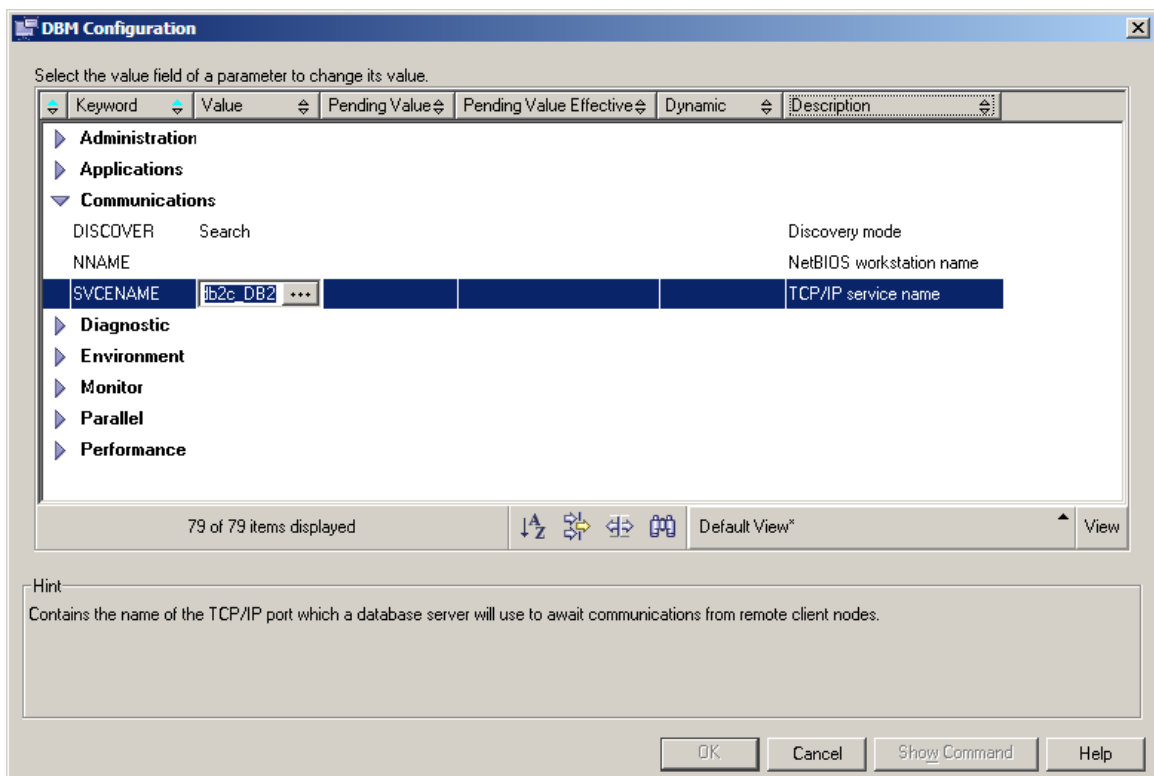 DBM Configuration
Select the value field of a parameter to change its value.
Keyword Value Pending Value Pending Value Effective Dynamic Description
Administration
Applications
Communications
DISCOVER Search Discovery mode
NNAME NetBIOS workstation name
SVCENAME db2c_DB2 ... TCP/IP service name
Diagnostic
Environment
Monitor
Parallel
Performance
79 of 79 items displayed Default View* View
Hint
Contains the name of the TCP/IP port which a database server will use to await communications from remote client nodes.
OK Cancel Show Command Help